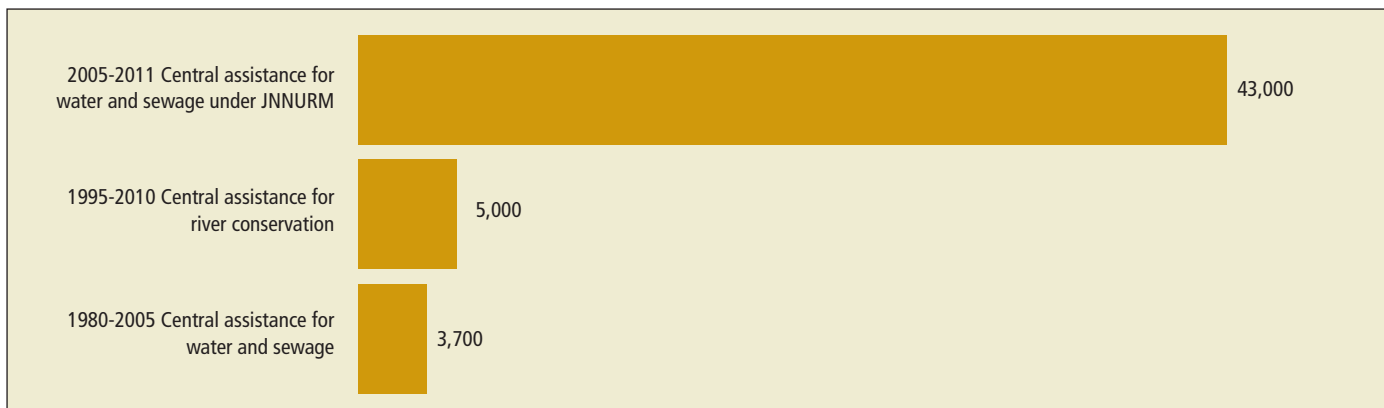 2005-2011 Central assistance for
water and sewage under JNNURM
43,000
1995-2010 Central assistance for
river conservation
5,000
1980-2005 Central assistance for
water and sewage
3,700